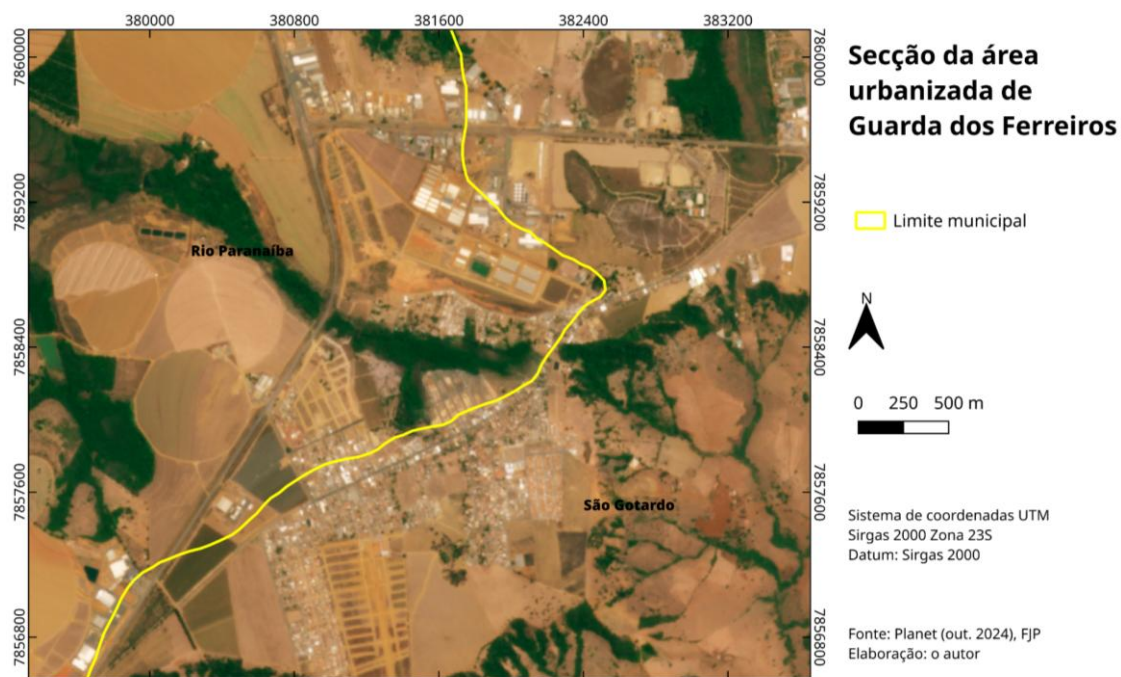 380000 380800 381600 382400 383200
7860000 7860000
7859200 7859200
7858400 7858400
7857600 7857600
7856800 7856800
Rio Paranaíba
São Gotardo
Secção da área
urbanizada de
Guarda dos Ferreiros
Limite municipal
N
0 250 500 m
Sistema de coordenadas UTM
Sirgas 2000 Zona 23S
Datum: Sirgas 2000
Fonte: Planet (out. 2024), FJP
Elaboração: o autor